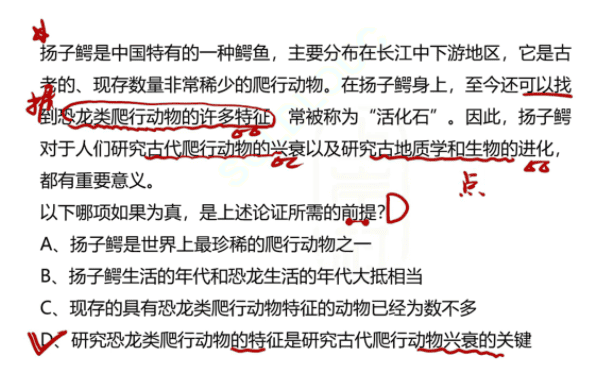 扬子鳄是中国特有的一种鳄鱼，主要分布在长江中下游地区，它是古
老的、现存数量非常稀少的爬行动物。在扬子鳄身上，至今还可以找
到恐龙类爬行动物的许多特征，常被称为“活化石”。因此，扬子鳄
对于人们研究古代爬行动物的兴衰以及研究古地质学和生物的进化，
都有重要意义。
点
以下哪项如果为真，是上述论证所需的前提？D
A、扬子鳄是世界上最珍稀的爬行动物之一
B、扬子鳄生活的年代和恐龙生活的年代大抵相当
C、现存的具有恐龙类爬行动物特征的动物已经为数不多
D、研究恐龙类爬行动物的特征是研究古代爬行动物兴衰的关键